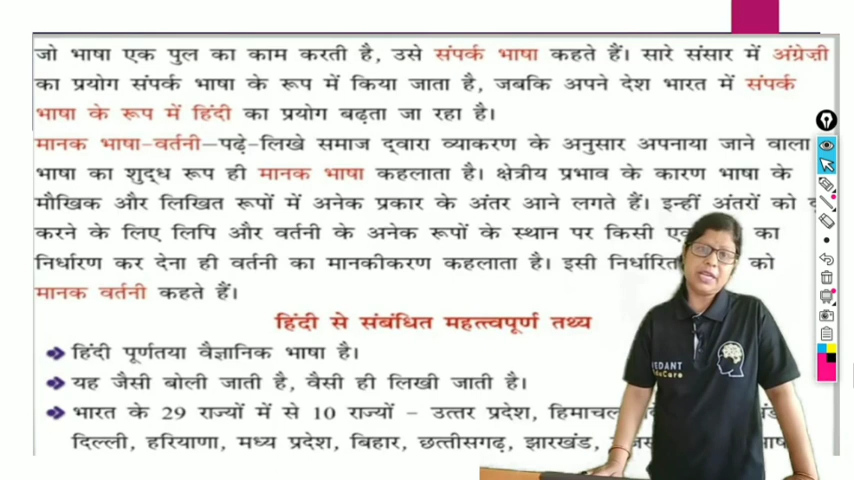 जो भाषा एक पुल का काम करती है, उसे संपर्क भाषा कहते हैं। सारे संसार में अंग्रेज़ी
का प्रयोग संपर्क भाषा के रूप में किया जाता है, जबकि अपने देश भारत में संपर्क
भाषा के रूप में हिंदी का प्रयोग बढ़ता जा रहा है।
मानक भाषा-वर्तनी—पढ़े-लिखे समाज द्वारा व्याकरण के अनुसार अपनाया जाने वाला
भाषा का शुद्ध रूप ही मानक भाषा कहलाता है। क्षेत्रीय प्रभाव के कारण भाषा के
मौखिक और लिखित रूपों में अनेक प्रकार के अंतर आने लगते हैं। इन्हीं अंतरों को
करने के लिए लिपि और वर्तनी के अनेक रूपों के स्थान पर किसी का
निर्धारण कर देना ही वर्तनी का मानकीकरण कहलाता है। इसी निर्धारित को
मानक वर्तनी कहते हैं।
हिंदी से संबंधित महत्त्वपूर्ण तथ्य
हिंदी पूर्णतया वैज्ञानिक भाषा है।
यह जैसी बोली जाती है, वैसी ही लिखी जाती है।
भारत के 29 राज्यों में से 10 राज्यों – उत्तर प्रदेश,
दिल्ली, हरियाणा, मध्य प्रदेश, बिहार, छत्तीसगढ़, झारखंड,
EduCare